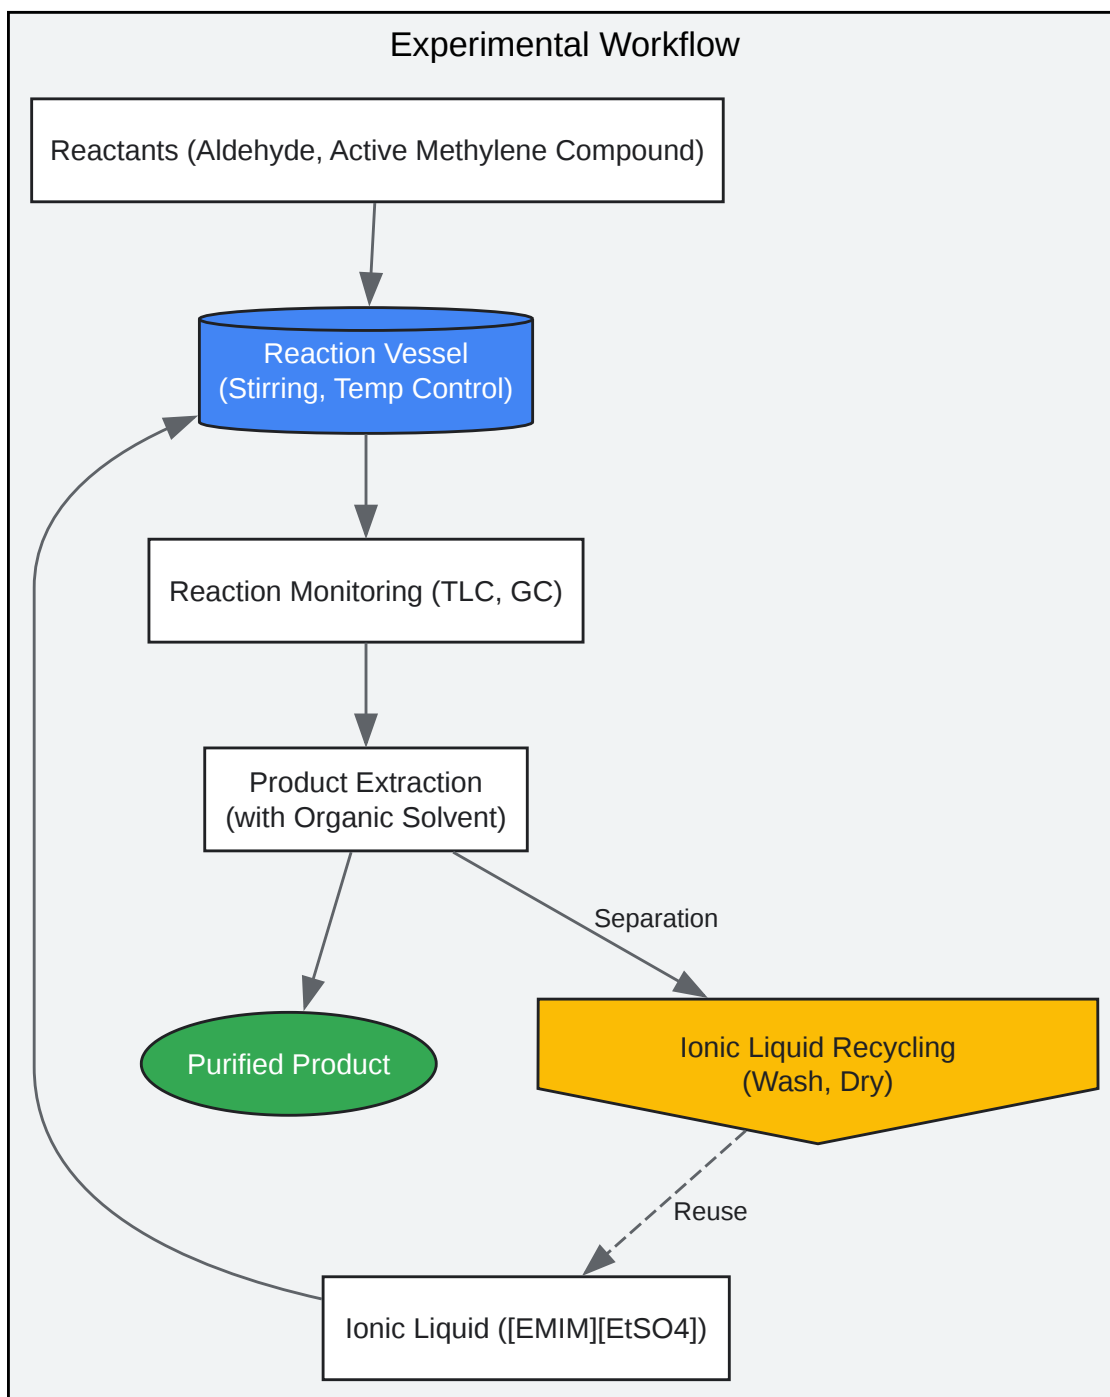 Experimental Workflow
Reactants (Aldehyde, Active Methylene Compound)
Reaction Vessel
(Stirring, Temp Control)
Reaction Monitoring (TLC, GC)
Product Extraction
(with Organic Solvent)
Separation
Purified Product
Ionic Liquid Recycling
(Wash, Dry)
Reuse
Ionic Liquid ([EMIM][EtSO4])